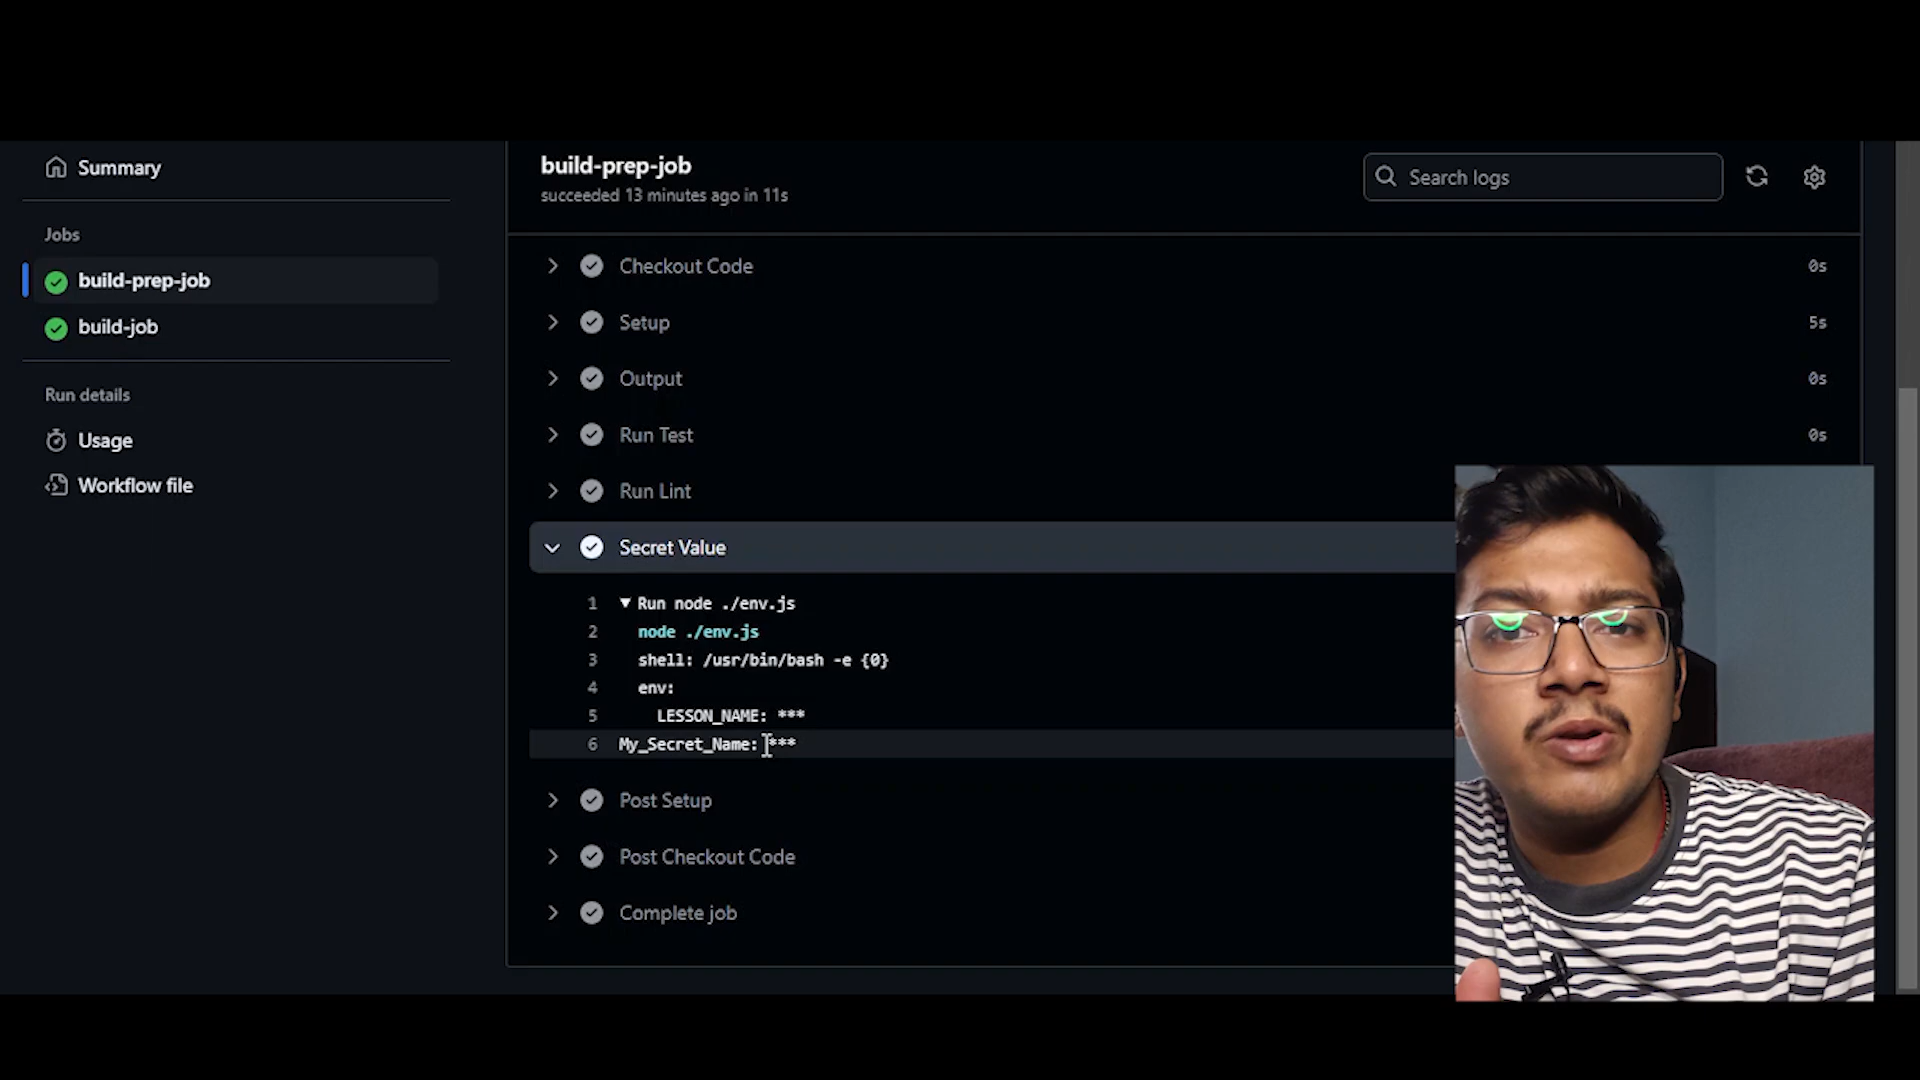 Summary
Jobs
build-prep-job
build-job
Run details
Usage
Workflow file
build-prep-job
succeeded 13 minutes ago in 11s
Search logs
Checkout Code 0s
Setup 5s
Output 0s
Run Test 0s
Run Lint
Secret Value
1 ▼ Run node ./env.js
2 node ./env.js
3 shell: /usr/bin/bash -e {0}
4 env:
5 LESSON_NAME: ***
6 My_Secret_Name: ***
Post Setup
Post Checkout Code
Complete job